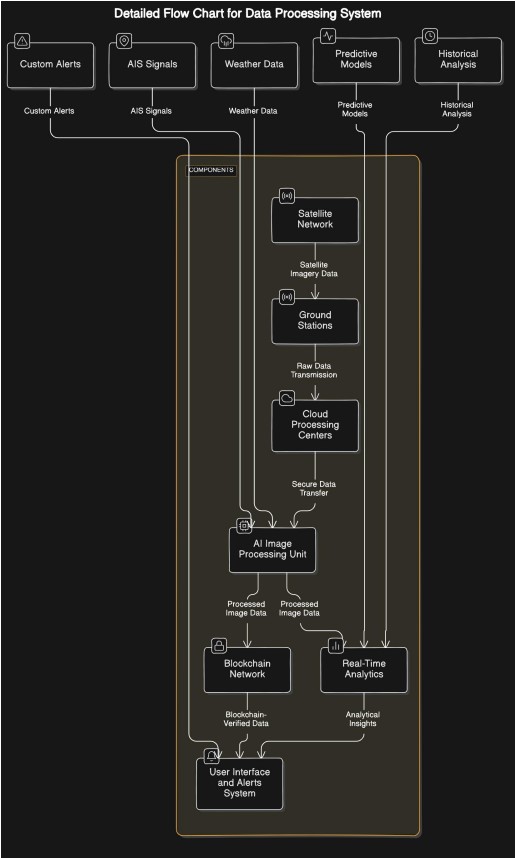 Detailed Flow Chart for Data Processing System
Custom Alerts
AIS Signals
Weather Data
Predictive
Models
Historical
Analysis
Custom Alerts
AIS Signals
Weather Data
Predictive
Models
Historical
Analysis
COMPONENTS
Satellite
Network
Satellite
Imagery Data
Ground
Stations
Raw Data
Transmission
Cloud
Processing
Centers
Secure Data
Transfer
AI Image
Processing Unit
Processed
Image Data
Processed
Image Data
Blockchain
Network
Real-Time
Analytics
Blockchain-
Verified Data
Analytical
Insights
User Interface
and Alerts
System